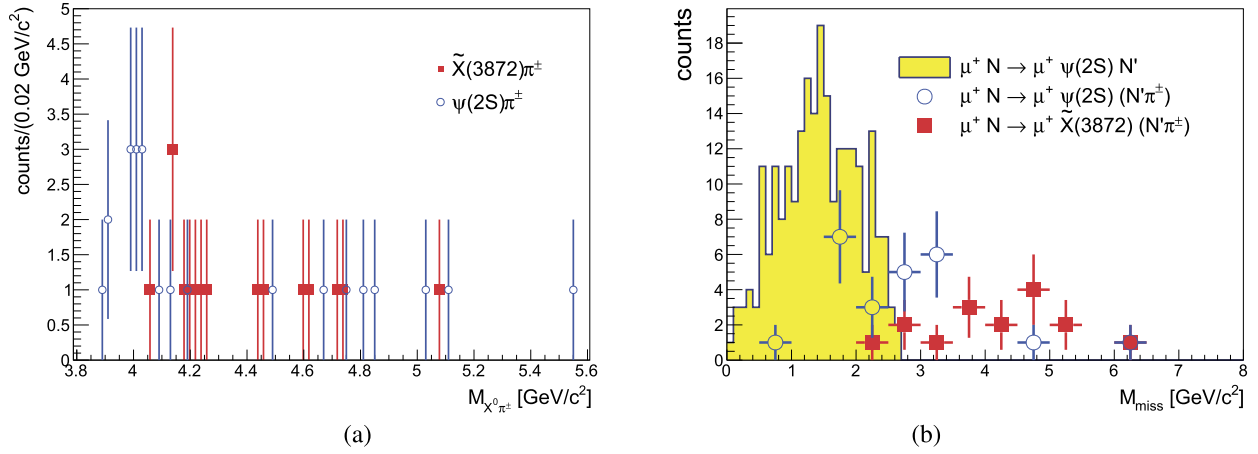 counts/(0.02 GeV/c²)
5
4.5
4
3.5
3
2.5
2
1.5
1
0.5
0
X̃(3872)π±
ψ(2S)π±
3.8 4 4.2 4.4 4.6 4.8 5 5.2 5.4 5.6
M_X⁰π± [GeV/c²]
(a)
counts
18
16
14
12
10
8
6
4
2
0
μ⁺ N → μ⁺ ψ(2S) N'
μ⁺ N → μ⁺ ψ(2S) (N'π±)
μ⁺ N → μ⁺ X̃(3872) (N'π±)
0 1 2 3 4 5 6 7 8
M_miss [GeV/c²]
(b)